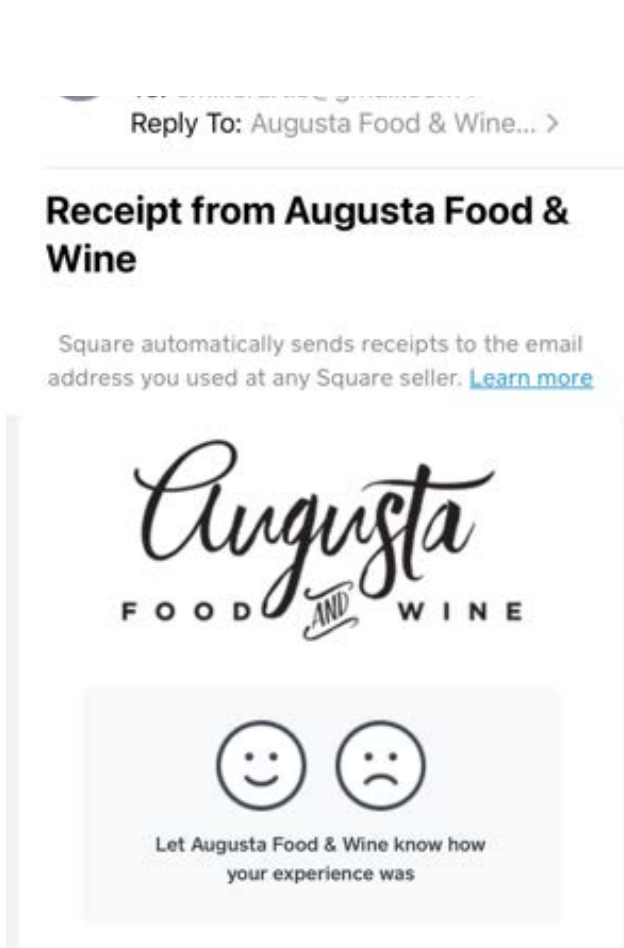 Reply To: Augusta Food & Wine... >
Receipt from Augusta Food &
Wine
Square automatically sends receipts to the email
address you used at any Square seller. Learn more
Augusta
FOOD AND WINE
Let Augusta Food & Wine know how
your experience was